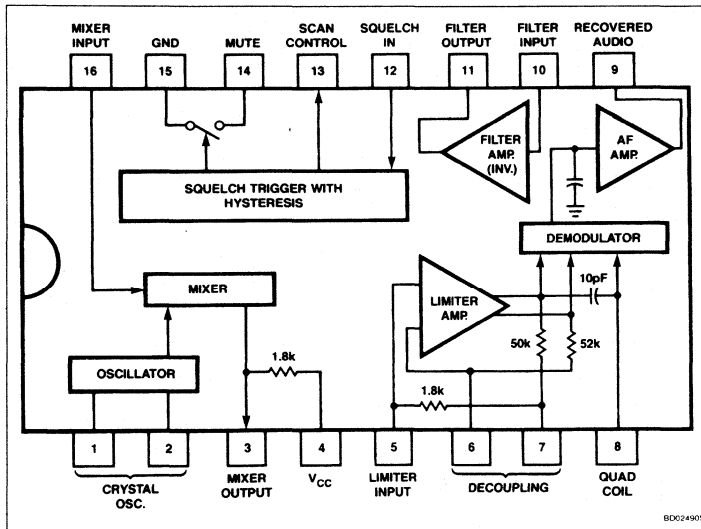 MIXER INPUT
GND
MUTE
SCAN CONTROL
SQUELCH IN
FILTER OUTPUT
FILTER INPUT
RECOVERED AUDIO
16
15
14
13
12
11
10
9
FILTER AMP. (INV.)
AF AMP.
SQUELCH TRIGGER WITH HYSTERESIS
DEMODULATOR
MIXER
LIMITER AMP.
10pF
1.8k
50k
52k
OSCILLATOR
1.8k
1
2
3
4
5
6
7
8
CRYSTAL OSC.
MIXER OUTPUT
VCC
LIMITER INPUT
DECOUPLING
QUAD COIL
BD02490S